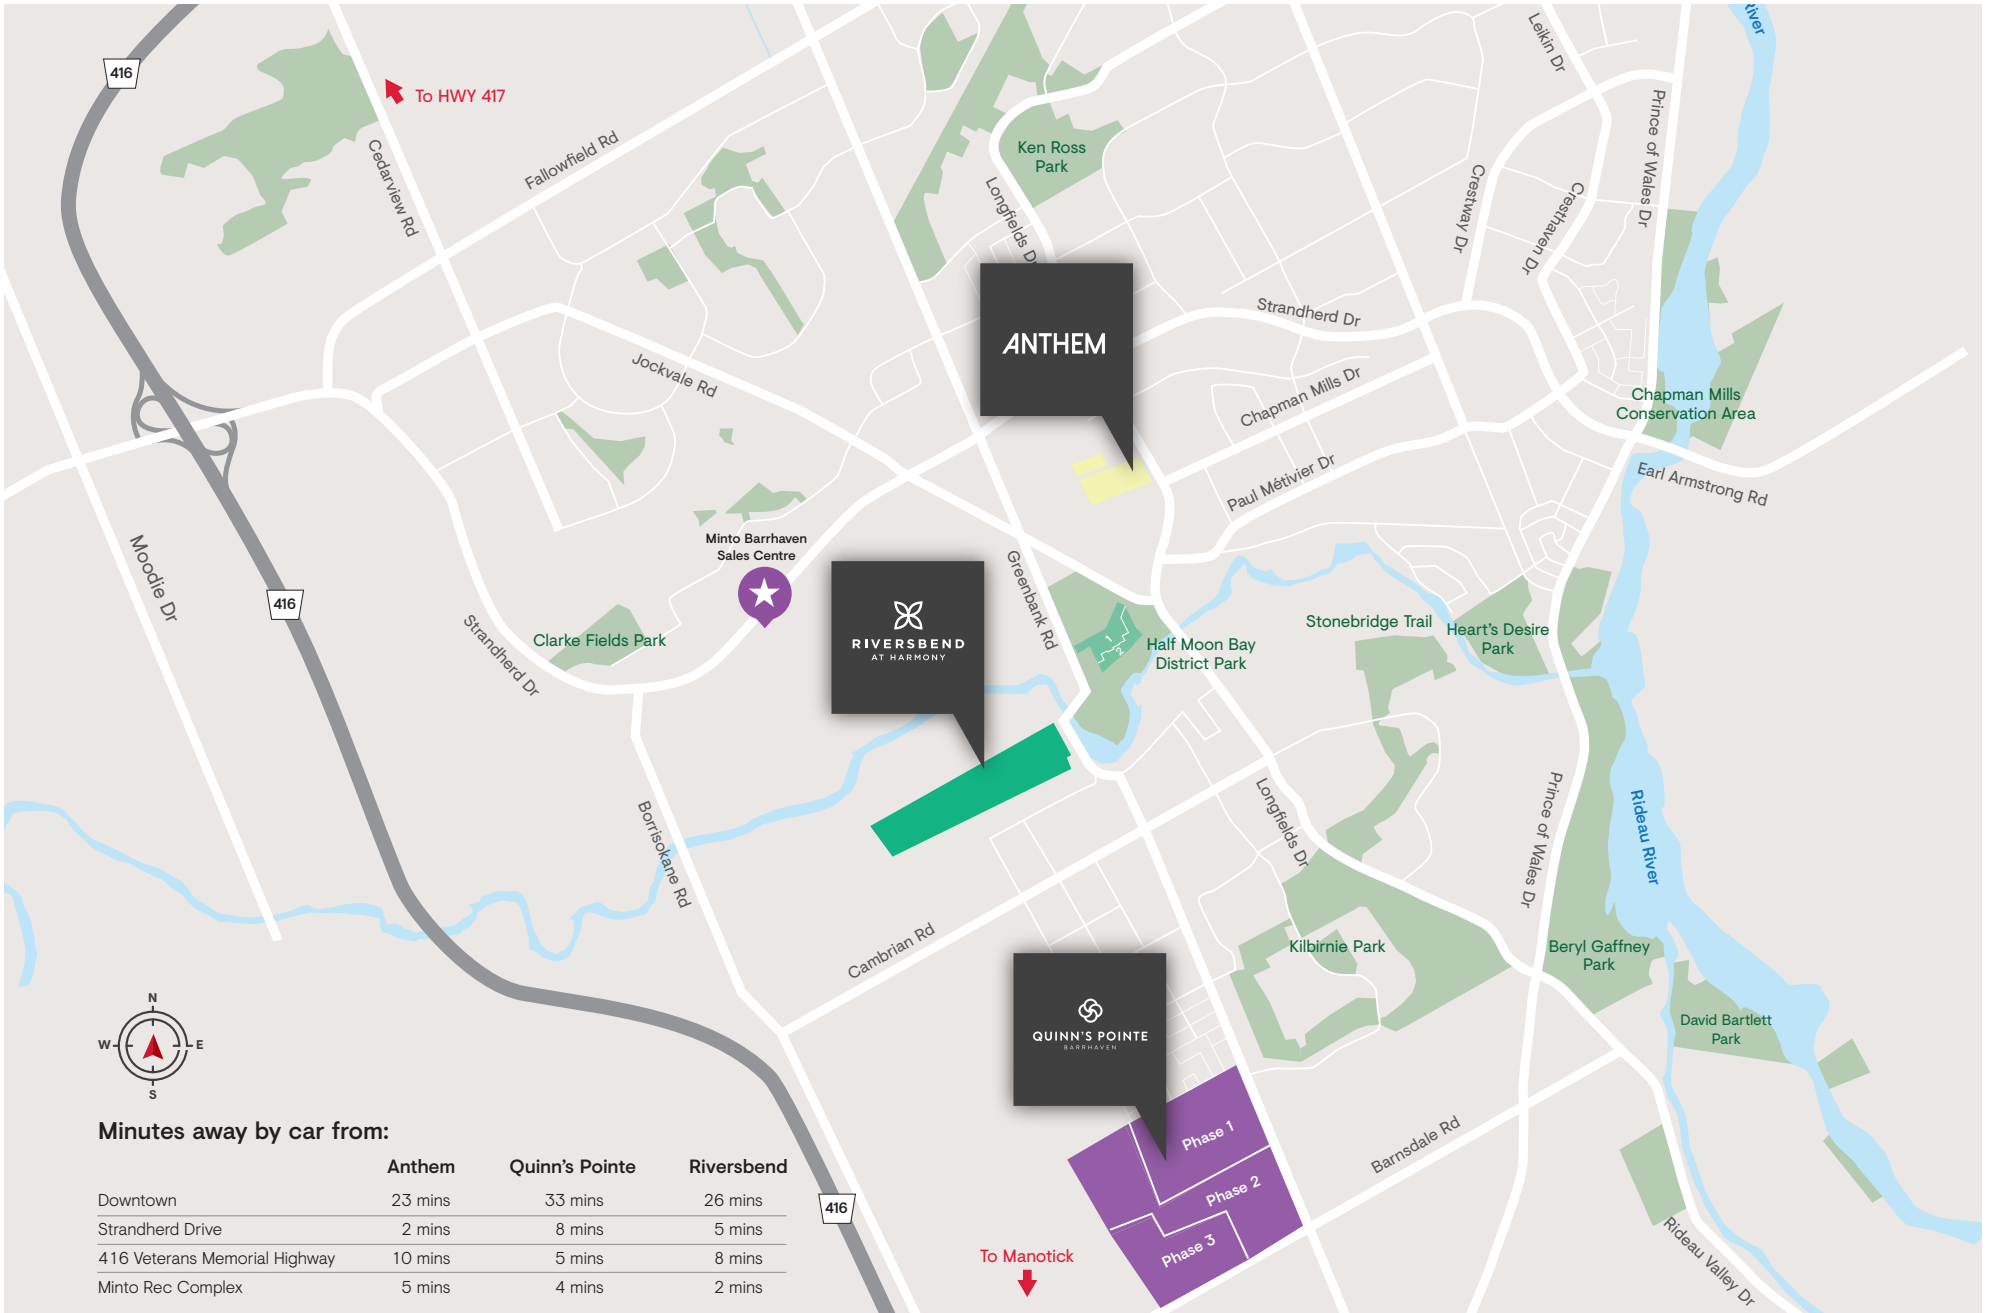 416
To HWY 417
Cedarview Rd
Fallowfield Rd
Ken Ross
Park
Longfields Dr
Leikin Dr
River
Prince of Wales Dr
Crestway Dr
Cresthaven Dr
Strandherd Dr
ANTHEM
Jockvale Rd
Chapman Mills Dr
Chapman Mills
Conservation Area
Earl Armstrong Rd
Paul Métivier Dr
Moodie Dr
416
Minto Barrhaven
Sales Centre
Greenbank Rd
RIVERSBEND
AT HARMONY
Clarke Fields Park
Strandherd Dr
1
2
Half Moon Bay
District Park
Stonebridge Trail
Heart's Desire
Park
Borrisokane Rd
Longfields Dr
Prince of Wales Dr
Rideau River
Cambrian Rd
Kilbirnie Park
Beryl Gaffney
Park
David Bartlett
Park
QUINN'S POINTE
BARRHAVEN
Phase 1
Phase 2
Phase 3
Barnsdale Rd
Rideau Valley Dr
To Manotick
416
N
W E
S
Minutes away by car from:
Anthem Quinn's Pointe Riversbend
Downtown 23 mins 33 mins 26 mins
Strandherd Drive 2 mins 8 mins 5 mins
416 Veterans Memorial Highway 10 mins 5 mins 8 mins
Minto Rec Complex 5 mins 4 mins 2 mins